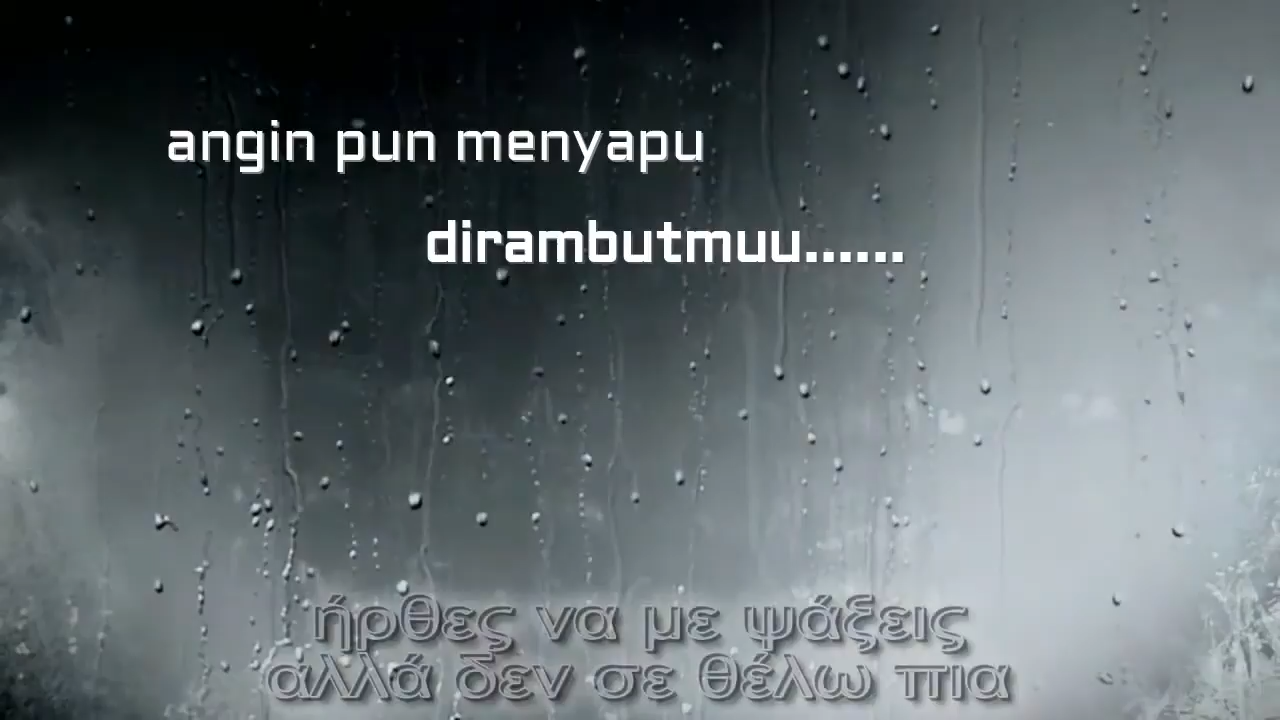 angin pun menyapu
dirambutmuu......
ήρθες να με ψάξεις
αλλά δεν σε θέλω πια